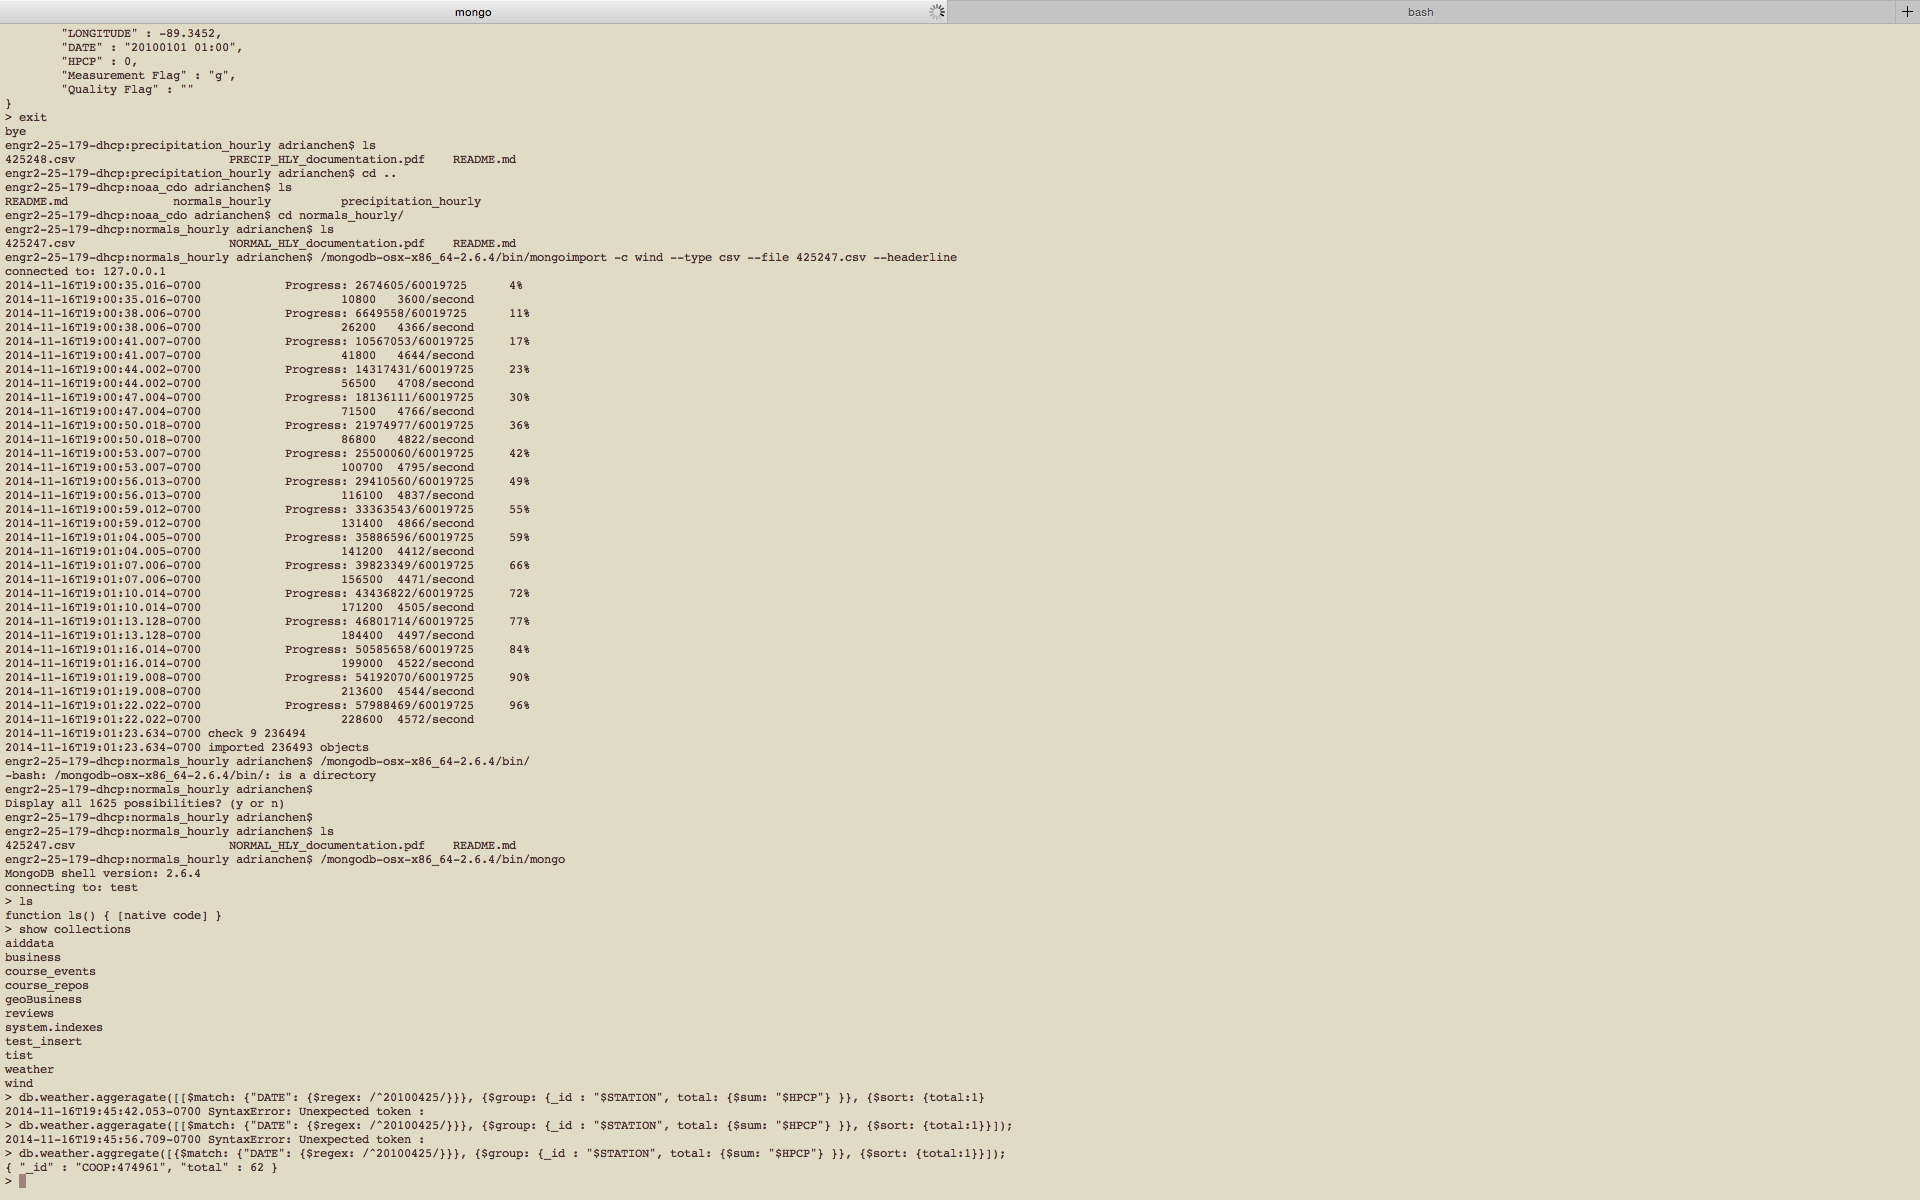 mongo
bash
+
"LONGITUDE" : -89.3452,
"DATE" : "20100101 01:00",
"HPCP" : 0,
"Measurement Flag" : "g",
"Quality Flag" : ""
}
> exit
bye
engr2-25-179-dhcp:precipitation_hourly adrianchen$ ls
425248.csv PRECIP_HLY_documentation.pdf README.md
engr2-25-179-dhcp:precipitation_hourly adrianchen$ cd ..
engr2-25-179-dhcp:noaa_cdo adrianchen$ ls
README.md normals_hourly precipitation_hourly
engr2-25-179-dhcp:noaa_cdo adrianchen$ cd normals_hourly/
engr2-25-179-dhcp:normals_hourly adrianchen$ ls
425247.csv NORMAL_HLY_documentation.pdf README.md
engr2-25-179-dhcp:normals_hourly adrianchen$ /mongodb-osx-x86_64-2.6.4/bin/mongoimport -c wind --type csv --file 425247.csv --headerline
connected to: 127.0.0.1
2014-11-16T19:00:35.016-0700 Progress: 2674605/60019725 4%
2014-11-16T19:00:35.016-0700 10800 3600/second
2014-11-16T19:00:38.006-0700 Progress: 6649558/60019725 11%
2014-11-16T19:00:38.006-0700 26200 4366/second
2014-11-16T19:00:41.007-0700 Progress: 10567053/60019725 17%
2014-11-16T19:00:41.007-0700 41800 4644/second
2014-11-16T19:00:44.002-0700 Progress: 14317431/60019725 23%
2014-11-16T19:00:44.002-0700 56500 4708/second
2014-11-16T19:00:47.004-0700 Progress: 18136111/60019725 30%
2014-11-16T19:00:47.004-0700 71500 4766/second
2014-11-16T19:00:50.018-0700 Progress: 21974977/60019725 36%
2014-11-16T19:00:50.018-0700 86800 4822/second
2014-11-16T19:00:53.007-0700 Progress: 25500060/60019725 42%
2014-11-16T19:00:53.007-0700 100700 4795/second
2014-11-16T19:00:56.013-0700 Progress: 29410560/60019725 49%
2014-11-16T19:00:56.013-0700 116100 4837/second
2014-11-16T19:00:59.012-0700 Progress: 33363543/60019725 55%
2014-11-16T19:00:59.012-0700 131400 4866/second
2014-11-16T19:01:04.005-0700 Progress: 35886596/60019725 59%
2014-11-16T19:01:04.005-0700 141200 4412/second
2014-11-16T19:01:07.006-0700 Progress: 39823349/60019725 66%
2014-11-16T19:01:07.006-0700 156500 4471/second
2014-11-16T19:01:10.014-0700 Progress: 43436822/60019725 72%
2014-11-16T19:01:10.014-0700 171200 4505/second
2014-11-16T19:01:13.128-0700 Progress: 46801714/60019725 77%
2014-11-16T19:01:13.128-0700 184400 4497/second
2014-11-16T19:01:16.014-0700 Progress: 50585658/60019725 84%
2014-11-16T19:01:16.014-0700 199000 4522/second
2014-11-16T19:01:19.008-0700 Progress: 54192070/60019725 90%
2014-11-16T19:01:19.008-0700 213600 4544/second
2014-11-16T19:01:22.022-0700 Progress: 57988469/60019725 96%
2014-11-16T19:01:22.022-0700 228600 4572/second
2014-11-16T19:01:23.634-0700 check 9 236494
2014-11-16T19:01:23.634-0700 imported 236493 objects
engr2-25-179-dhcp:normals_hourly adrianchen$ /mongodb-osx-x86_64-2.6.4/bin/
-bash: /mongodb-osx-x86_64-2.6.4/bin/: is a directory
engr2-25-179-dhcp:normals_hourly adrianchen$
Display all 1625 possibilities? (y or n)
engr2-25-179-dhcp:normals_hourly adrianchen$
engr2-25-179-dhcp:normals_hourly adrianchen$ ls
425247.csv NORMAL_HLY_documentation.pdf README.md
engr2-25-179-dhcp:normals_hourly adrianchen$ /mongodb-osx-x86_64-2.6.4/bin/mongo
MongoDB shell version: 2.6.4
connecting to: test
> ls
function ls() { [native code] }
> show collections
aiddata
business
course_events
course_repos
geoBusiness
reviews
system.indexes
test_insert
tist
weather
wind
> db.weather.aggeragate([[$match: {"DATE": {$regex: /^20100425/}}}, {$group: {_id : "$STATION", total: {$sum: "$HPCP"} }}, {$sort: {total:1}
2014-11-16T19:45:42.053-0700 SyntaxError: Unexpected token :
> db.weather.aggeragate([[$match: {"DATE": {$regex: /^20100425/}}}, {$group: {_id : "$STATION", total: {$sum: "$HPCP"} }}, {$sort: {total:1}}]);
2014-11-16T19:45:56.709-0700 SyntaxError: Unexpected token :
> db.weather.aggregate([{$match: {"DATE": {$regex: /^20100425/}}}, {$group: {_id : "$STATION", total: {$sum: "$HPCP"} }}, {$sort: {total:1}}]);
{ "_id" : "COOP:474961", "total" : 62 }
>